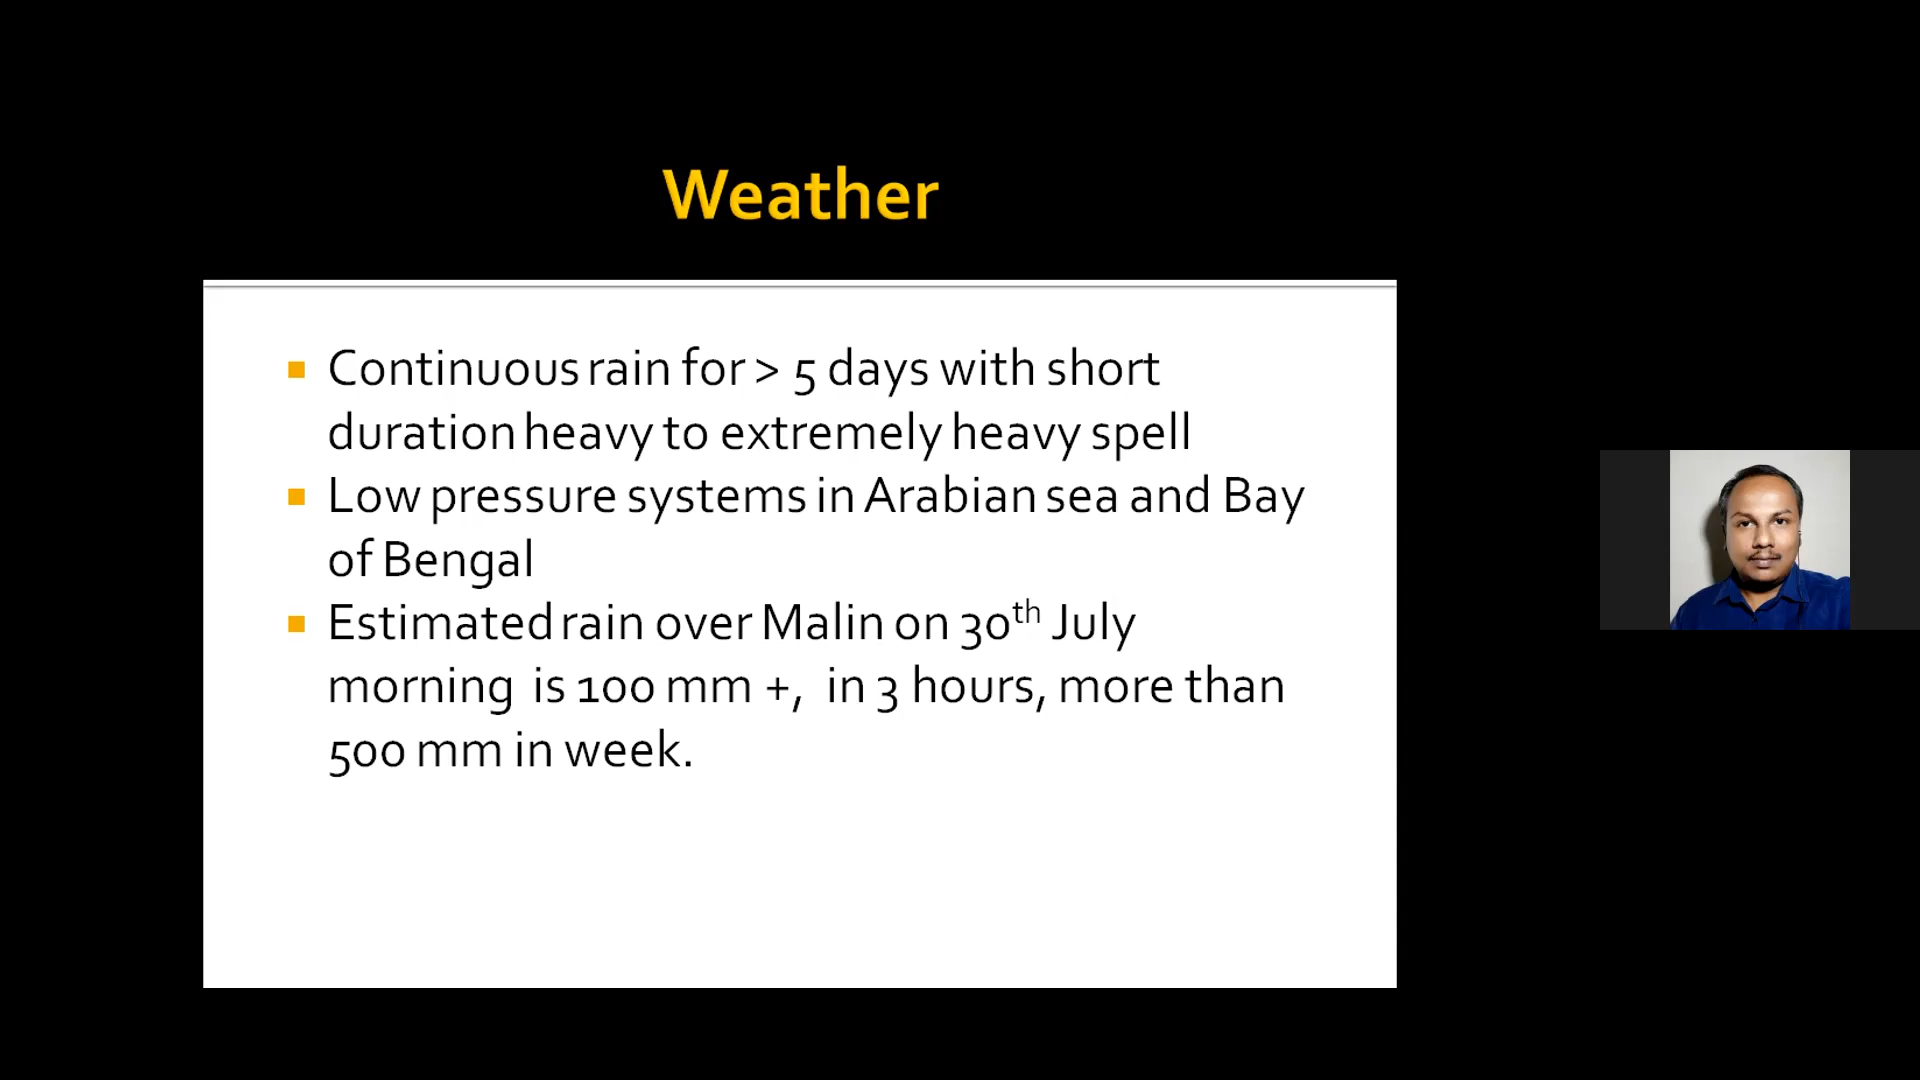 Weather
Continuous rain for > 5 days with short
duration heavy to extremely heavy spell
Low pressure systems in Arabian sea and Bay
of Bengal
Estimated rain over Malin on 30th July
morning  is 100 mm +,  in 3 hours, more than
500 mm in week.